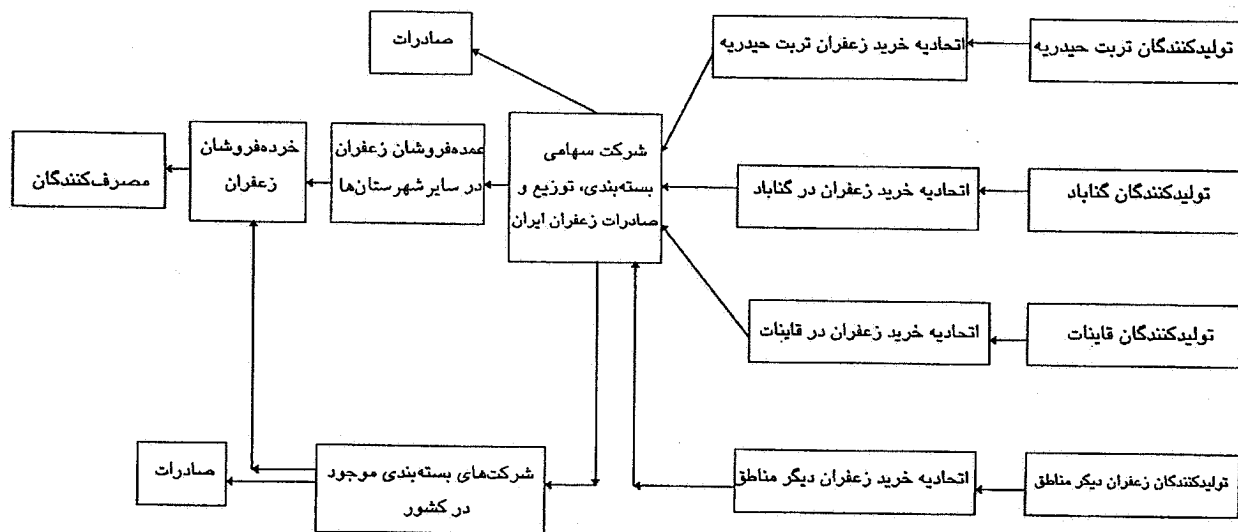 تولیدکنندگان تربت حیدریه
اتحادیه خرید زعفران تربت حیدریه
صادرات
تولیدکنندگان گناباد
اتحادیه خرید زعفران در گناباد
شرکت سهامی
بسته‌بندی، توزیع و
صادرات زعفران ایران
عمده‌فروشان زعفران
در سایر شهرستان‌ها
خرده‌فروشان
زعفران
مصرف‌کنندگان
تولیدکنندگان قاینات
اتحادیه خرید زعفران در قاینات
تولیدکنندگان زعفران دیگر مناطق
اتحادیه خرید زعفران دیگر مناطق
شرکت‌های بسته‌بندی موجود
در کشور
صادرات